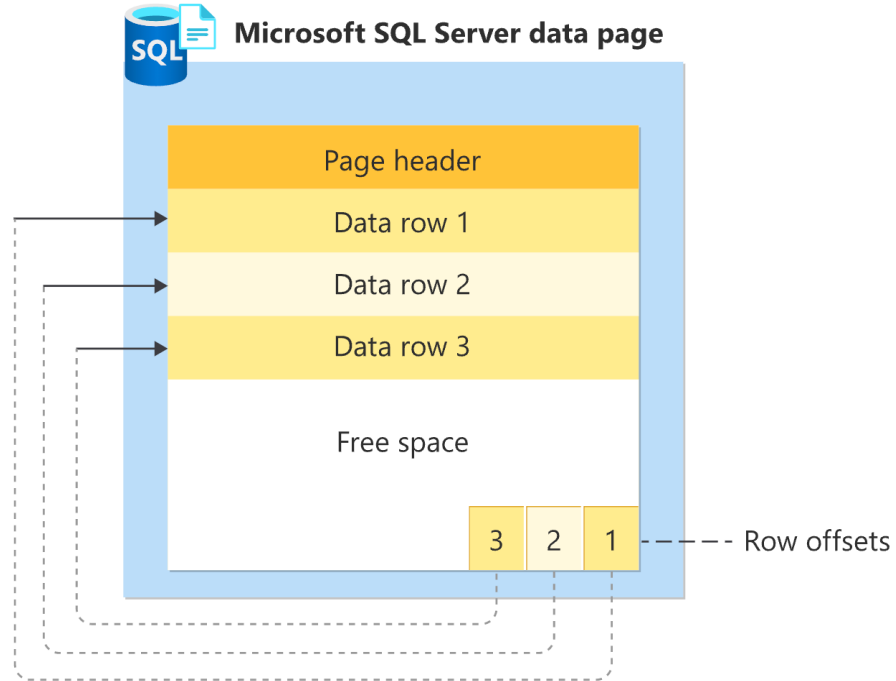 SQL
Microsoft SQL Server data page
Page header
Data row 1
Data row 2
Data row 3
Free space
3 2 1
Row offsets